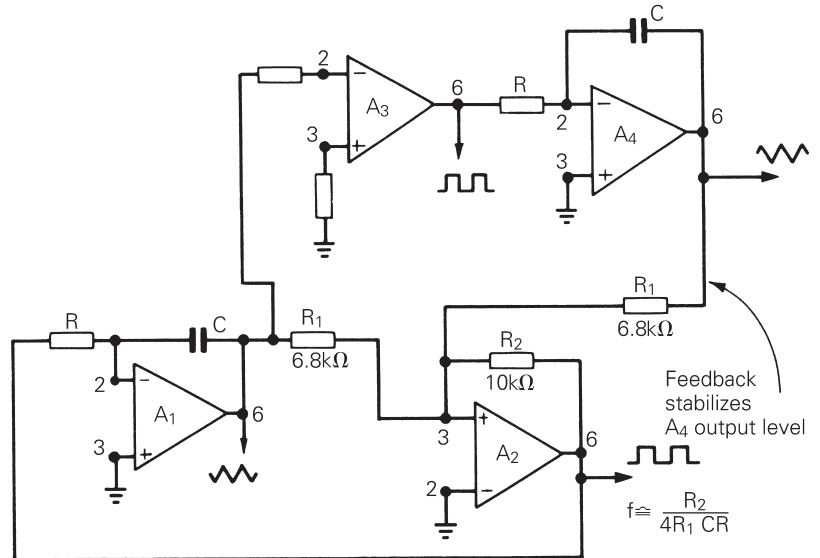 C
2
−
A₃
3
+
6
R
2
−
A₄
3
+
6
R
C
R₁
6.8kΩ
R₁
6.8kΩ
R₂
10kΩ
2
−
A₁
3
+
6
3
+
A₂
2
−
6
Feedback
stabilizes
A₄ output level
f≅ R₂
4R₁ CR